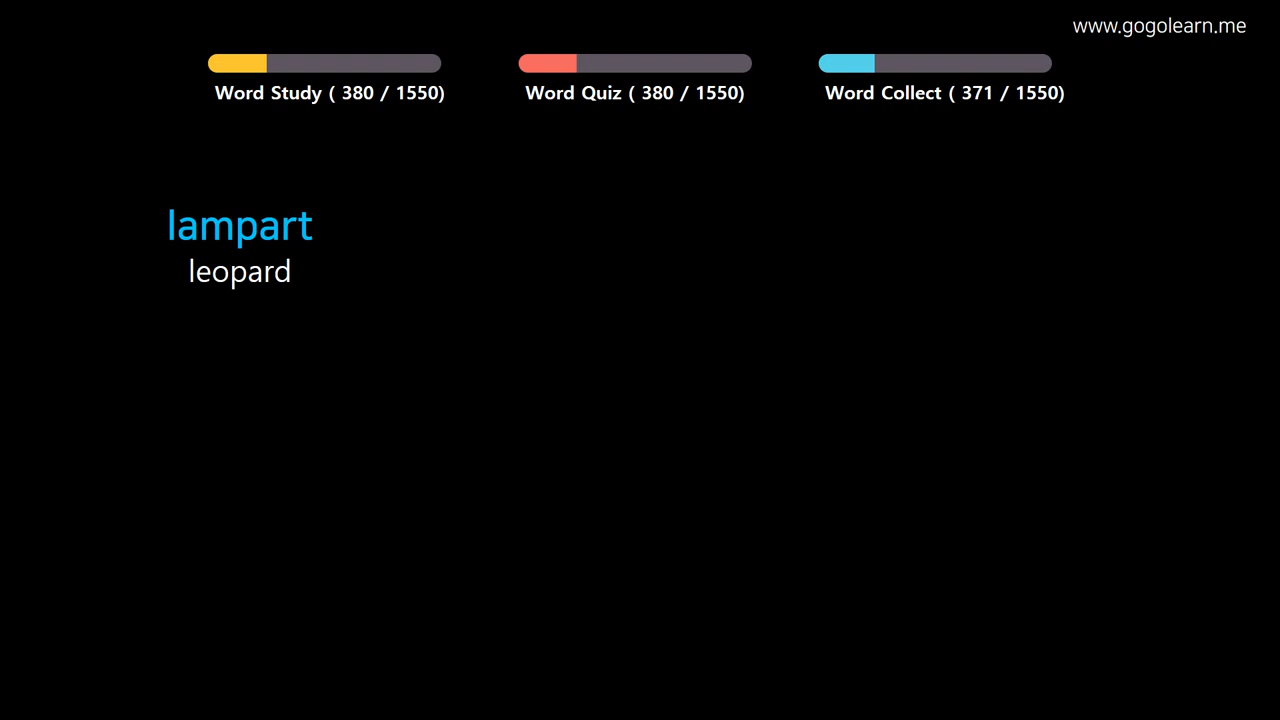 www.gogolearn.me
Word Study ( 380 / 1550)
Word Quiz ( 380 / 1550)
Word Collect ( 371 / 1550)
lampart
leopard